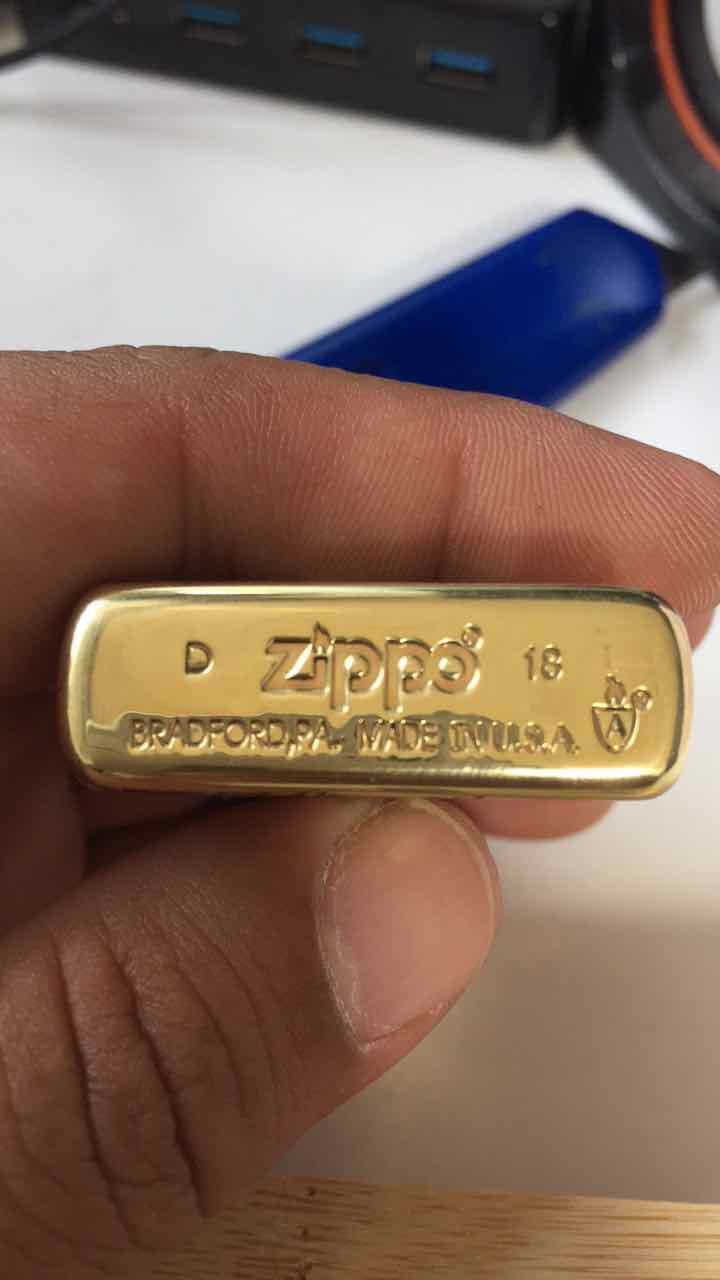 D zippo® 18
BRADFORD,PA. MADE IN U.S.A. A®